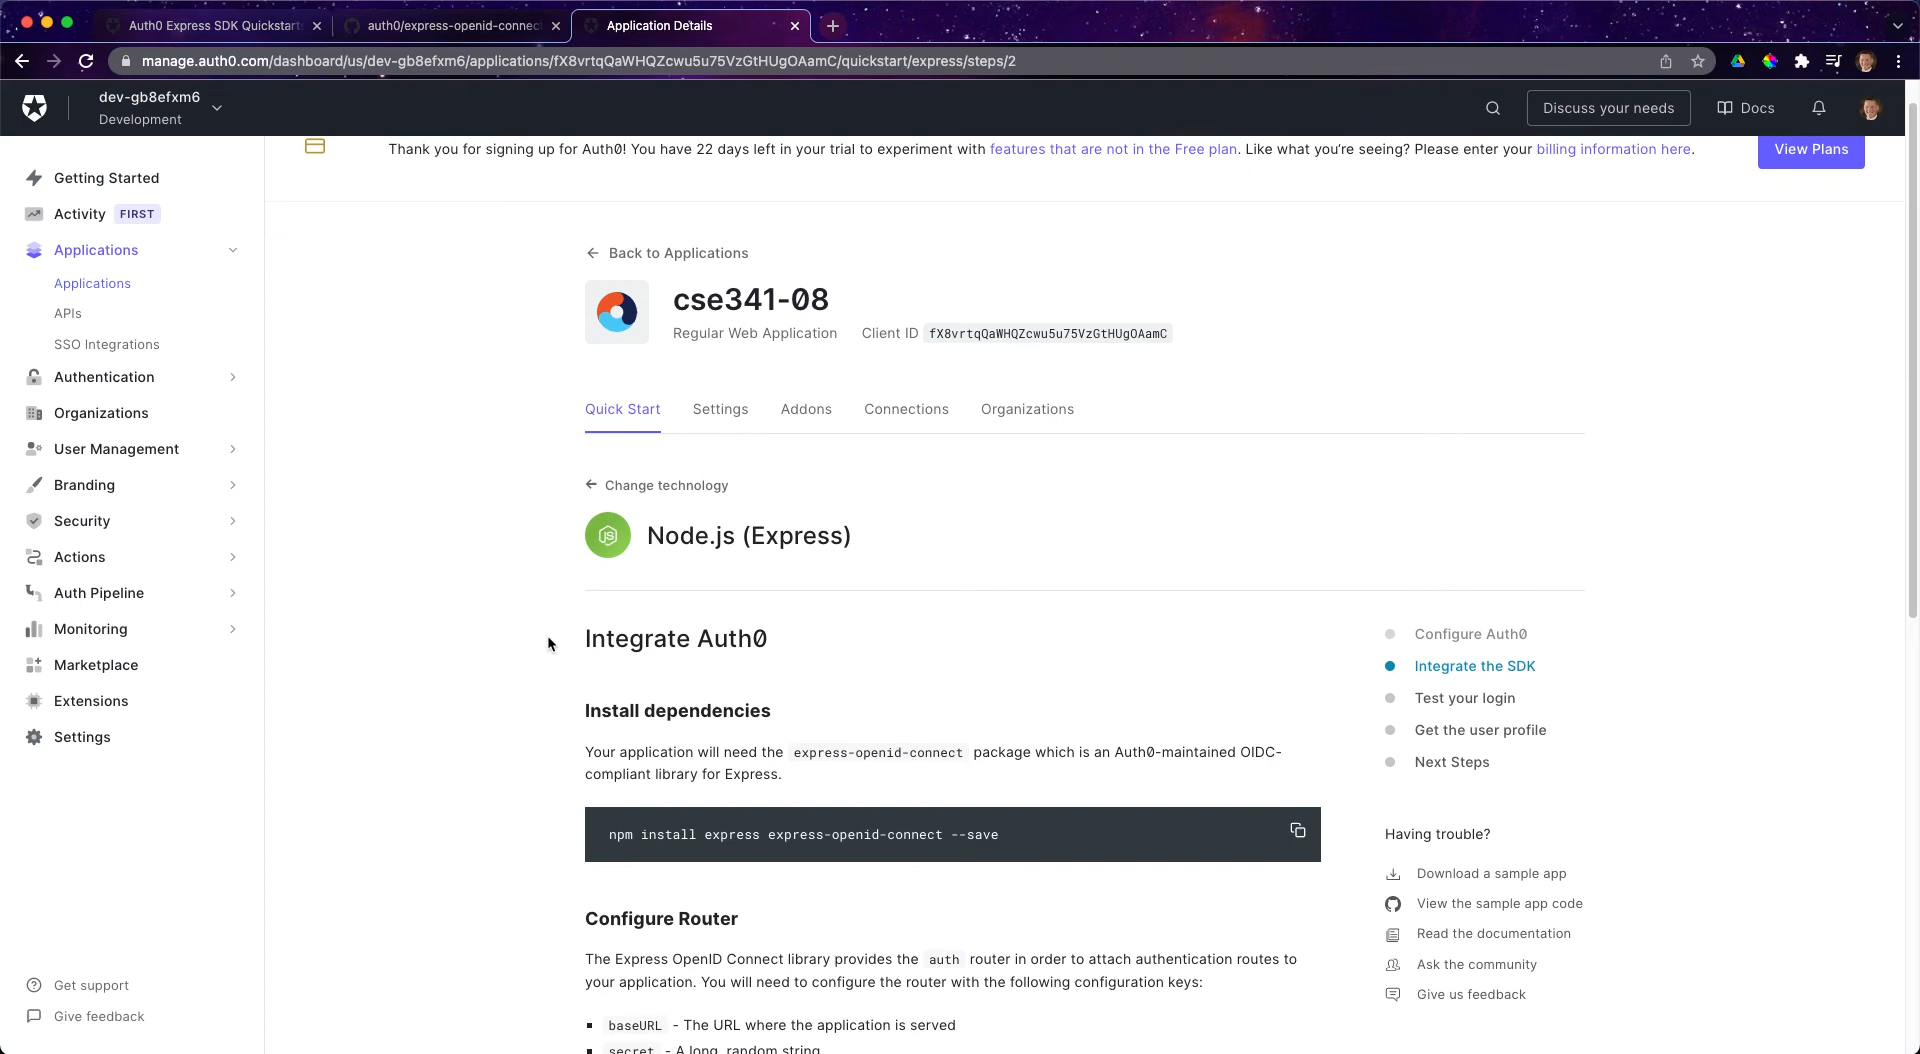 Auth0 Express SDK Quickstart
auth0/express-openid-connec
Application Details
manage.auth0.com/dashboard/us/dev-gb8efxm6/applications/fX8vrtqQaWHQZcwu5u75VzGtHUgOAamC/quickstart/express/steps/2
dev-gb8efxm6
Development
Discuss your needs
Docs
Thank you for signing up for Auth0! You have 22 days left in your trial to experiment with features that are not in the Free plan. Like what you're seeing? Please enter your billing information here.
View Plans
Getting Started
Activity FIRST
Applications
Applications
APIs
SSO Integrations
Authentication
Organizations
User Management
Branding
Security
Actions
Auth Pipeline
Monitoring
Marketplace
Extensions
Settings
Get support
Give feedback
Back to Applications
cse341-08
Regular Web Application Client ID fX8vrtqQaWHQZcwu5u75VzGtHUgOAamC
Quick Start Settings Addons Connections Organizations
Change technology
JS
Node.js (Express)
Integrate Auth0
Install dependencies
Your application will need the express-openid-connect package which is an Auth0-maintained OIDC-
compliant library for Express.
npm install express express-openid-connect --save
Configure Router
The Express OpenID Connect library provides the auth router in order to attach authentication routes to
your application. You will need to configure the router with the following configuration keys:
baseURL - The URL where the application is served
secret - A long, random string
Configure Auth0
Integrate the SDK
Test your login
Get the user profile
Next Steps
Having trouble?
Download a sample app
View the sample app code
Read the documentation
Ask the community
Give us feedback